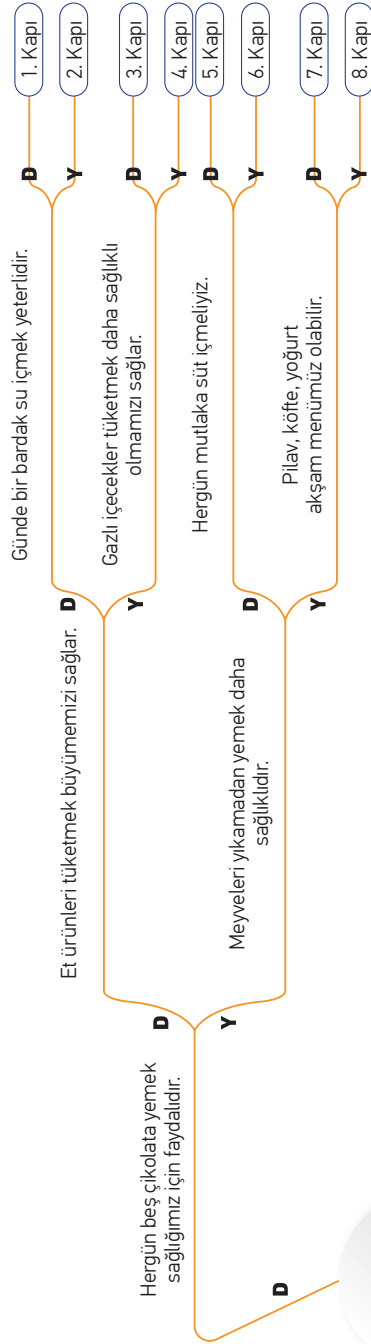 Hergün beş çikolata yemek
sağlığımız için faydalıdır.
D
D
Y
Et ürünleri tüketmek büyümemizi sağlar.
D
Y
Meyveleri yıkamadan yemek daha
sağlıklıdır.
D
Y
Günde bir bardak su içmek yeterlidir.
D
Y
Gazlı içecekler tüketmek daha sağlıklı
olmamızı sağlar.
D
Y
Hergün mutlaka süt içmeliyiz.
D
Y
Pilav, köfte, yoğurt
akşam menümüz olabilir.
D
Y
1. Kapı
2. Kapı
3. Kapı
4. Kapı
5. Kapı
6. Kapı
7. Kapı
8. Kapı